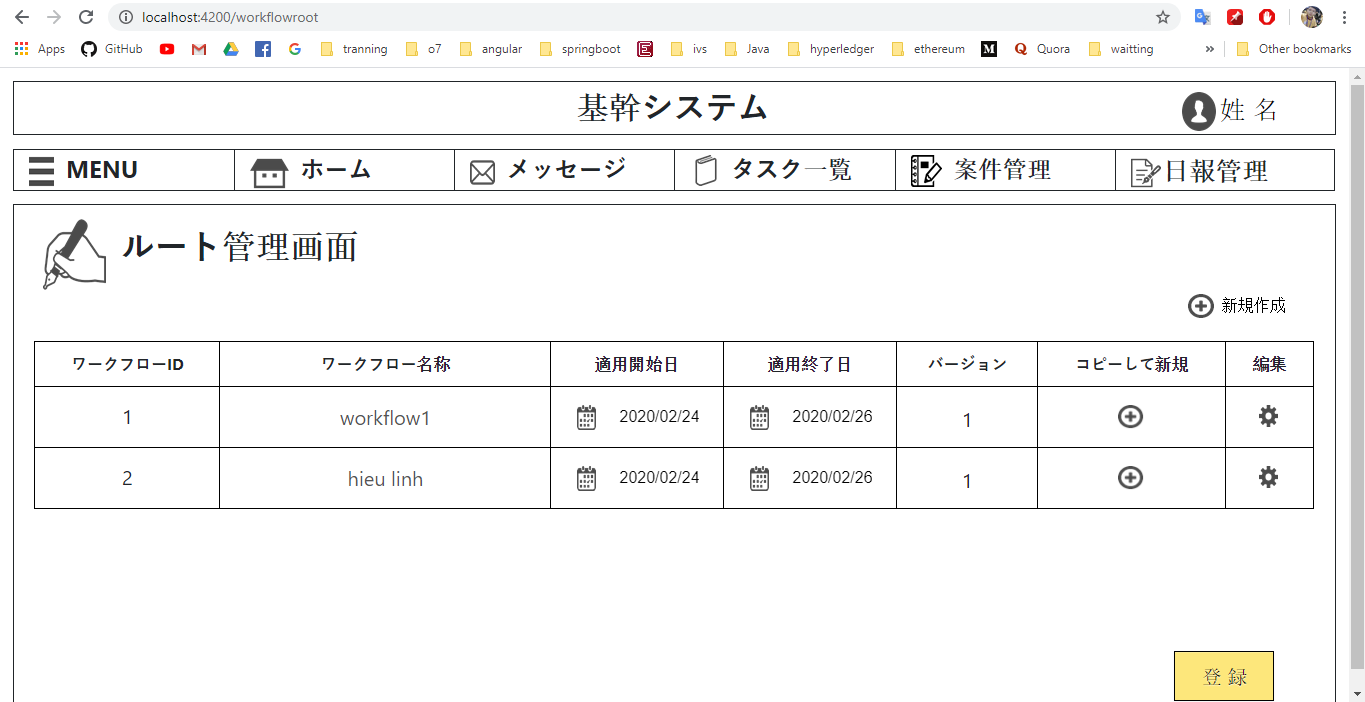 localhost:4200/workflowroot
Apps GitHub tranning o7 angular springboot ivs Java hyperledger ethereum M Quora waitting » Other bookmarks
基幹システム
姓 名
MENU ホーム メッセージ タスク一覧 案件管理 日報管理
ルート管理画面
新規作成
ワークフローID ワークフロー名称 適用開始日 適用終了日 バージョン コピーして新規 編集
1 workflow1 2020/02/24 2020/02/26 1
2 hieu linh 2020/02/24 2020/02/26 1
登 録